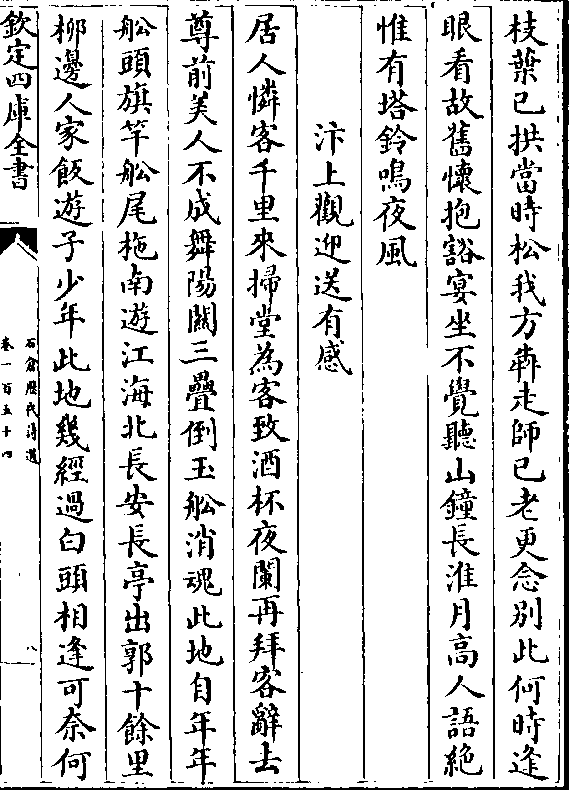 枝葉已拱當時松我方犇走師已老更念别此何時逢
眼看故舊懷抱豁宴坐不覺聽山鐘長淮月高人語絶
惟有塔鈴鳴夜風
汴上觀迎送有感
居人憐客千里來掃堂為客致酒杯夜闌再拜客辭去
尊前美人不成舞陽關三疊倒玉舩消魂此地自年年
舩頭旗竿舩尾柂南遊江海北長安長亭出郭十餘里
柳邊人家飯遊子少年此地幾經過白頭相逢可奈何
欽定四庫全書
石倉歷代詩選
卷一百五十四
八